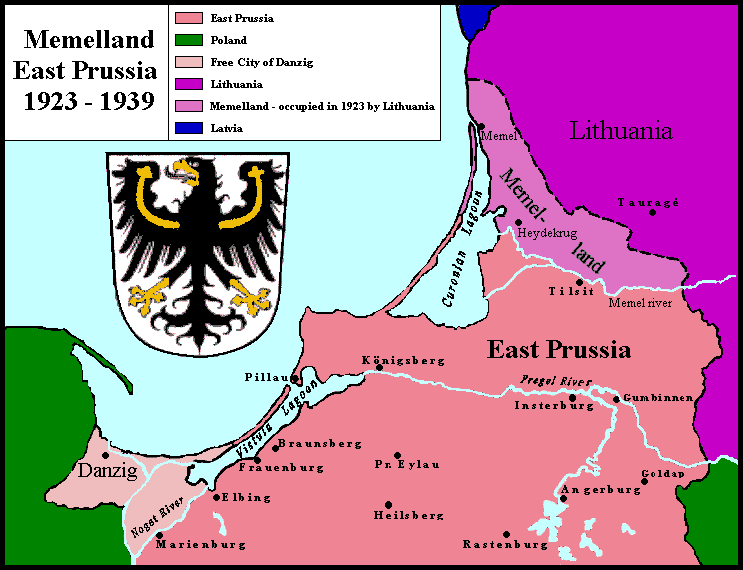 Memelland
East Prussia
1923 - 1939
East Prussia
Poland
Free City of Danzig
Lithuania
Memelland - occupied in 1923 by Lithuania
Latvia
Lithuania
Memel
Memel-
land
Tauragé
Heydekrug
Curonian Lagoon
Tilsit
Memel river
East Prussia
Königsberg
Pillau
Pregel River
Insterburg
Gumbinnen
Vistula Lagoon
Braunsberg
Frauenburg
Pr. Eylau
Danzig
Goldap
Angerburg
Elbing
Nogat River
Heilsberg
Marienburg
Rastenburg